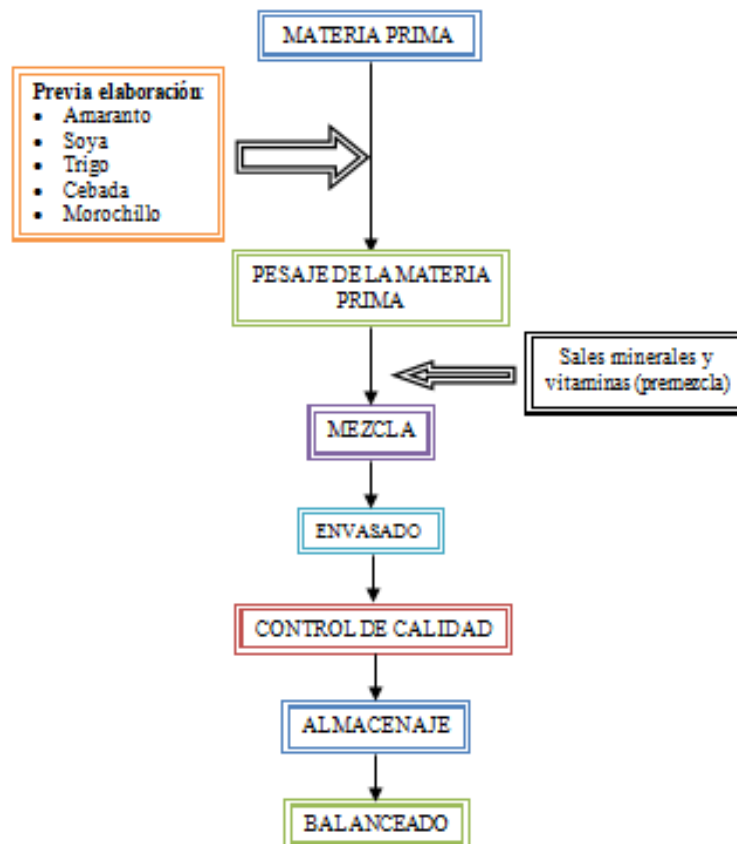 MATERIA PRIMA
Previa elaboración:
• Amaranto
• Soya
• Trigo
• Cebada
• Morochillo
PESAJE DE LA MATERIA
PRIMA
Sales minerales y
vitaminas (premezcla)
MEZCLA
ENVASADO
CONTROL DE CALIDAD
ALMACENAJE
BALANCEADO